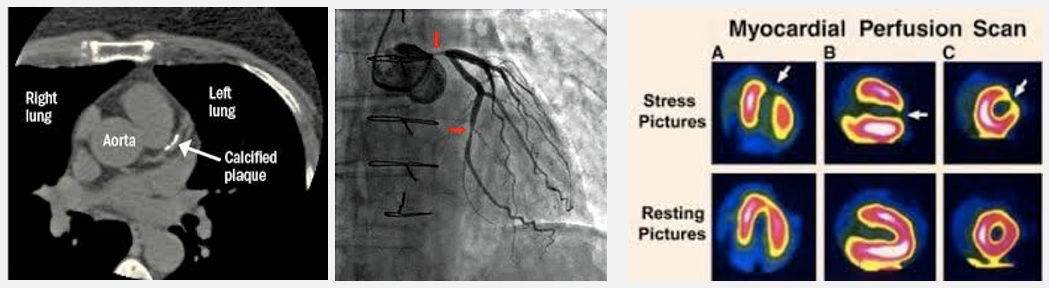 Right
lung
Left
lung
Aorta
Calcified
plaque
Myocardial Perfusion Scan
A
B
C
Stress
Pictures
Resting
Pictures